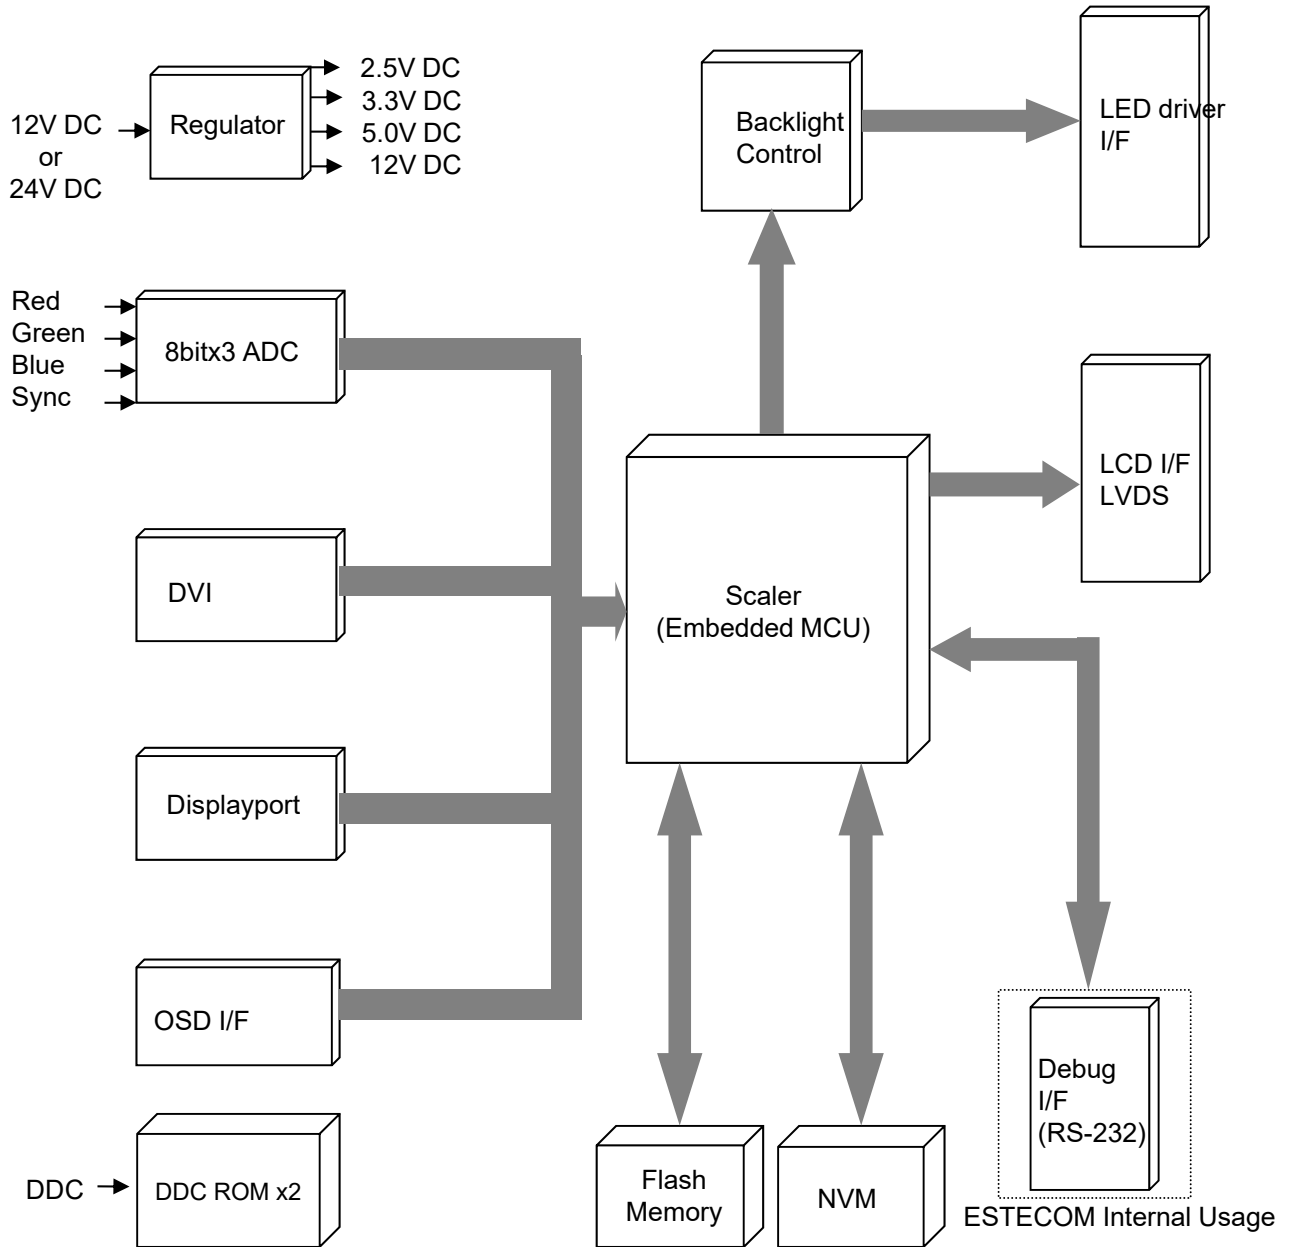 2.5V DC
3.3V DC
5.0V DC
12V DC
12V DC
or
24V DC
Regulator
Backlight
Control
LED driver
I/F
Red
Green
Blue
Sync
8bitx3 ADC
LCD I/F
LVDS
DVI
Scaler
(Embedded MCU)
Displayport
OSD I/F
Debug
I/F
(RS-232)
DDC
DDC ROM x2
Flash
Memory
NVM
ESTECOM Internal Usage